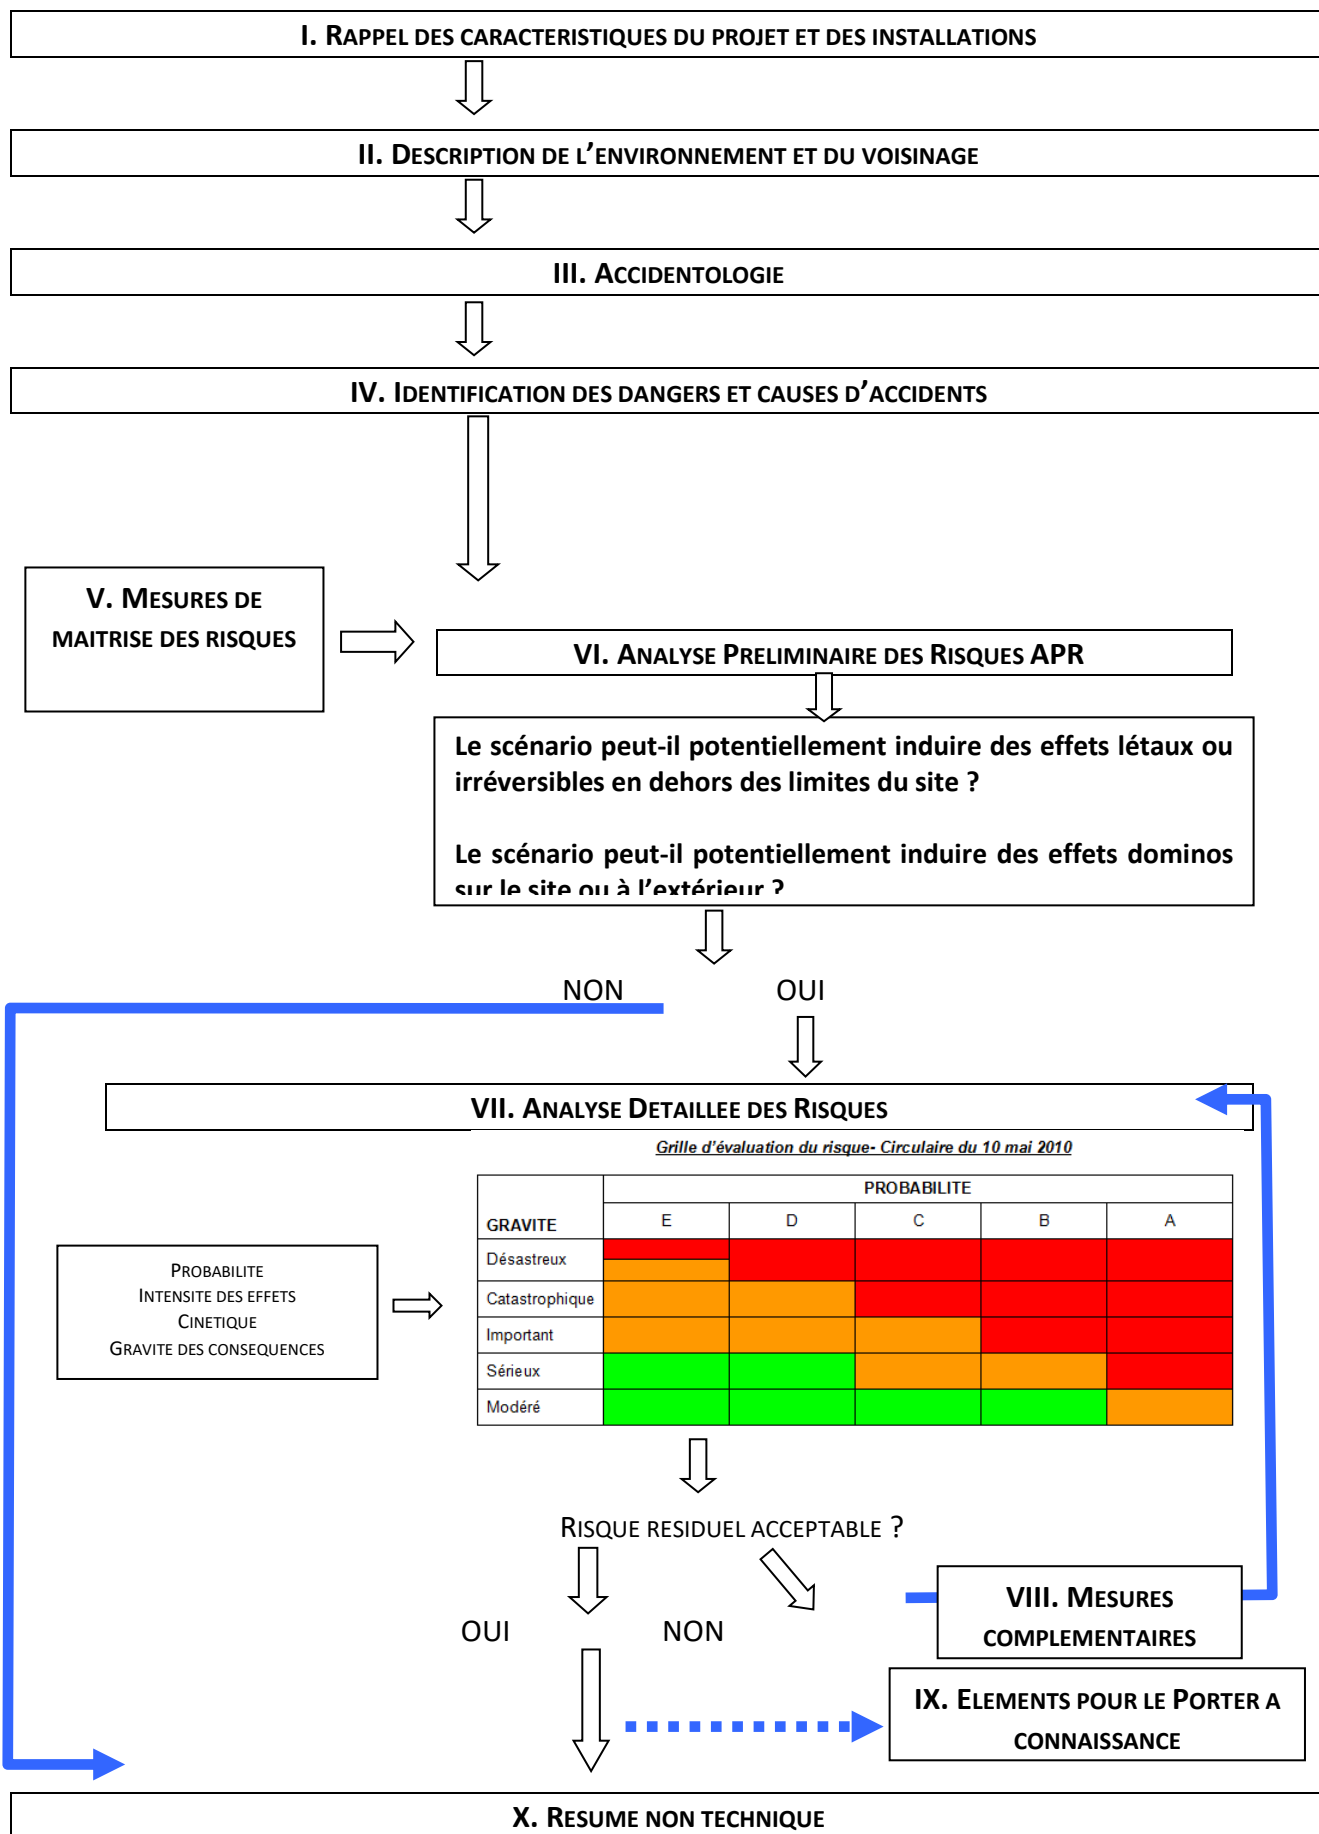 I. RAPPEL DES CARACTERISTIQUES DU PROJET ET DES INSTALLATIONS
II. DESCRIPTION DE L'ENVIRONNEMENT ET DU VOISINAGE
III. ACCIDENTOLOGIE
IV. IDENTIFICATION DES DANGERS ET CAUSES D'ACCIDENTS
V. MESURES DE
MAITRISE DES RISQUES
VI. ANALYSE PRELIMINAIRE DES RISQUES APR
Le scénario peut-il potentiellement induire des effets létaux ou
irréversibles en dehors des limites du site ?
Le scénario peut-il potentiellement induire des effets dominos
sur le site ou à l'extérieur ?
NON OUI
VII. ANALYSE DETAILLEE DES RISQUES
Grille d'évaluation du risque- Circulaire du 10 mai 2010
PROBABILITE
GRAVITE E D C B A
Désastreux
Catastrophique
Important
Sérieux
Modéré
PROBABILITE
INTENSITE DES EFFETS
CINETIQUE
GRAVITE DES CONSEQUENCES
RISQUE RESIDUEL ACCEPTABLE ?
OUI NON
VIII. MESURES
COMPLEMENTAIRES
IX. ELEMENTS POUR LE PORTER A
CONNAISSANCE
X. RESUME NON TECHNIQUE